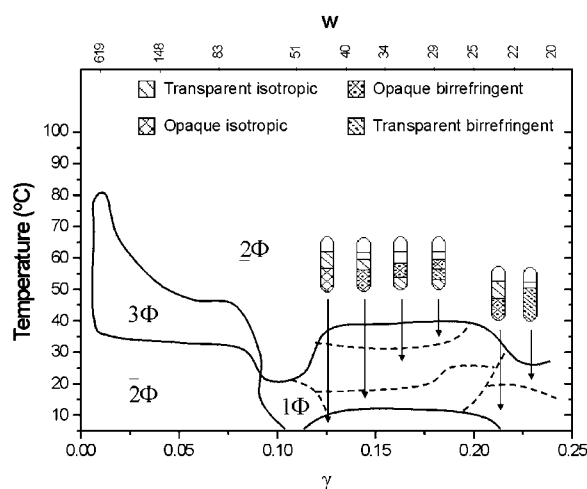 W
619 148 83 51 40 34 29 25 22 20
Transparent isotropic Opaque birrefringent
Opaque isotropic Transparent birrefringent
Temperature (ºC)
100
90
80
70
60
50
40
30
20
10
2Φ
3Φ
2Φ
1Φ
0.00 0.05 0.10 0.15 0.20 0.25
γ